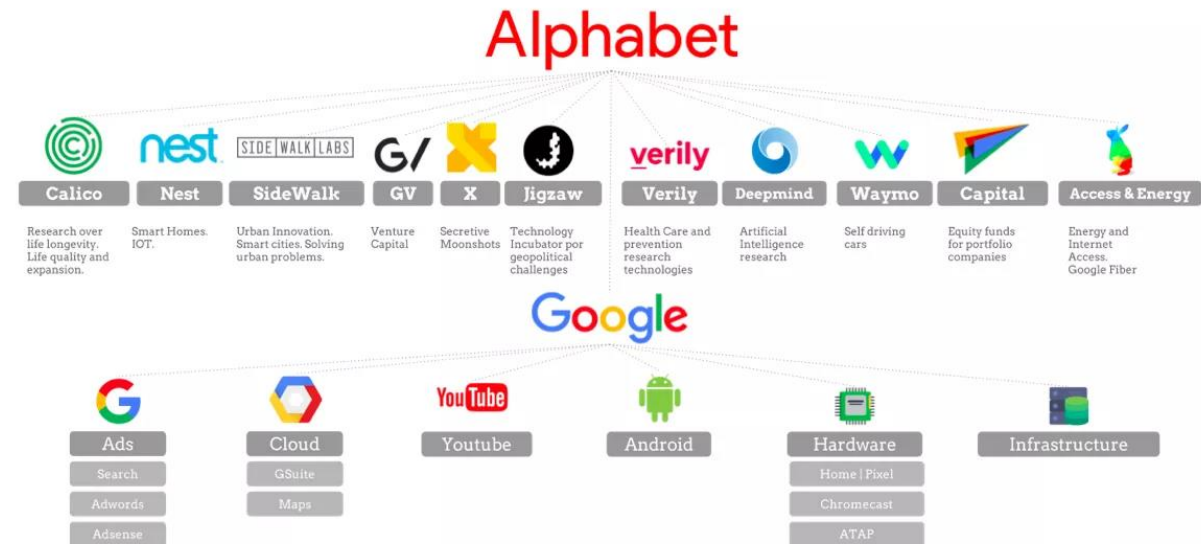 Alphabet
nest
SIDE WALK LABS
G/
verily
Calico
Nest
SideWalk
GV
X
Jigzaw
Verily
Deepmind
Waymo
Capital
Access & Energy
Research over
life longevity.
Life quality and
expansion.
Smart Homes.
IOT.
Urban Innovation.
Smart cities. Solving
urban problems.
Venture
Capital
Secretive
Moonshots
Technology
Incubator por
geopolitical
challenges
Health Care and
prevention
research
technologies
Artificial
Intelligence
research
Self driving
cars
Equity funds
for portfolio
companies
Energy and
Internet
Access.
Google Fiber
Google
G
YouTube
Ads
Cloud
Youtube
Android
Hardware
Infrastructure
Search
GSuite
Home | Pixel
Adwords
Maps
Chromecast
Adsense
ATAP